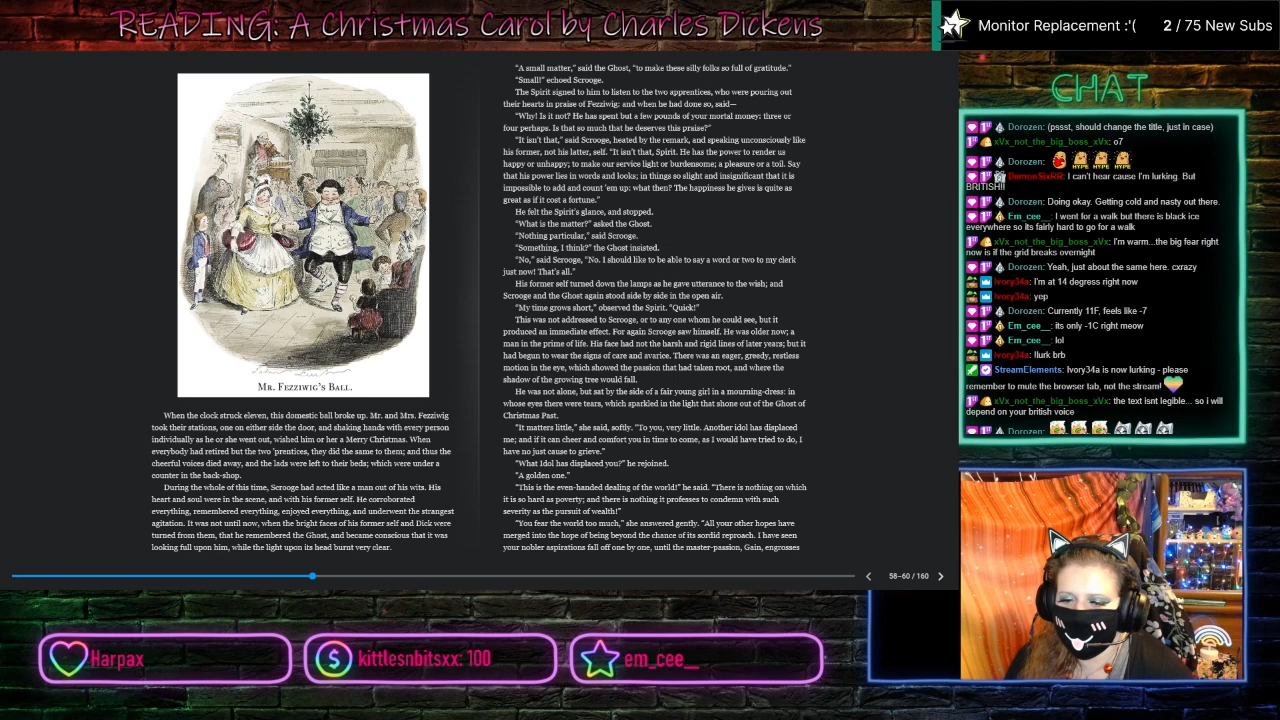 READING: A Christmas Carol by Charles Dickens
Monitor Replacement :'( 2 / 75 New Subs
MR. FEZZIWIG'S BALL.
When the clock struck eleven, this domestic ball broke up. Mr. and Mrs. Fezziwig
took their stations, one on either side the door, and shaking hands with every person
individually as he or she went out, wished him or her a Merry Christmas. When
everybody had retired but the two 'prentices, they did the same to them; and thus the
cheerful voices died away, and the lads were left to their beds; which were under a
counter in the back-shop.
During the whole of this time, Scrooge had acted like a man out of his wits. His
heart and soul were in the scene, and with his former self. He corroborated
everything, remembered everything, enjoyed everything, and underwent the strangest
agitation. It was not until now, when the bright faces of his former self and Dick were
turned from them, that he remembered the Ghost, and became conscious that it was
looking full upon him, while the light upon its head burnt very clear.
“A small matter,” said the Ghost, “to make these silly folks so full of gratitude.”
“Small!” echoed Scrooge.
The Spirit signed to him to listen to the two apprentices, who were pouring out
their hearts in praise of Fezziwig: and when he had done so, said—
“Why! Is it not? He has spent but a few pounds of your mortal money: three or
four perhaps. Is that so much that he deserves this praise?”
“It isn't that,” said Scrooge, heated by the remark, and speaking unconsciously like
his former, not his latter, self. “It isn't that, Spirit. He has the power to render us
happy or unhappy; to make our service light or burdensome; a pleasure or a toil. Say
that his power lies in words and looks; in things so slight and insignificant that it is
impossible to add and count 'em up: what then? The happiness he gives is quite as
great as if it cost a fortune.”
He felt the Spirit's glance, and stopped.
“What is the matter?” asked the Ghost.
“Nothing particular,” said Scrooge.
“Something, I think?” the Ghost insisted.
“No,” said Scrooge, “No. I should like to be able to say a word or two to my clerk
just now! That's all.”
His former self turned down the lamps as he gave utterance to the wish; and
Scrooge and the Ghost again stood side by side in the open air.
“My time grows short,” observed the Spirit. “Quick!”
This was not addressed to Scrooge, or to any one whom he could see, but it
produced an immediate effect. For again Scrooge saw himself. He was older now; a
man in the prime of life. His face had not the harsh and rigid lines of later years; but it
had begun to wear the signs of care and avarice. There was an eager, greedy, restless
motion in the eye, which showed the passion that had taken root, and where the
shadow of the growing tree would fall.
He was not alone, but sat by the side of a fair young girl in a mourning-dress: in
whose eyes there were tears, which sparkled in the light that shone out of the Ghost of
Christmas Past.
“It matters little,” she said, softly. “To you, very little. Another idol has displaced
me; and if it can cheer and comfort you in time to come, as I would have tried to do, I
have no just cause to grieve.”
“What Idol has displaced you?” he rejoined.
“A golden one.”
“This is the even-handed dealing of the world!” he said. “There is nothing on which
it is so hard as poverty; and there is nothing it professes to condemn with such
severity as the pursuit of wealth!”
“You fear the world too much,” she answered gently. “All your other hopes have
merged into the hope of being beyond the chance of its sordid reproach. I have seen
your nobler aspirations fall off one by one, until the master-passion, Gain, engrosses
58–60 / 160
CHAT
Dorozen: (pssst, should change the title, just in case)
xVx_not_the_big_boss_xVx: o7
Dorozen: HYPE HYPE HYPE
DemonSixRR: I can't hear cause I'm lurking. But
BRITISH!!
Dorozen: Doing okay. Getting cold and nasty out there.
Em_cee__: I went for a walk but there is black ice
everywhere so its fairly hard to go for a walk
xVx_not_the_big_boss_xVx: I'm warm...the big fear right
now is if the grid breaks overnight
Dorozen: Yeah, just about the same here. cxrazy
Ivory34a: I'm at 14 degress right now
Ivory34a: yep
Dorozen: Currently 11F, feels like -7
Em_cee__: its only -1C right meow
Em_cee__: lol
Ivory34a: !lurk brb
StreamElements: Ivory34a is now lurking - please
remember to mute the browser tab, not the stream!
xVx_not_the_big_boss_xVx: the text isnt legible... so i will
depend on your british voice
Dorozen:
Harpax
kittlesnbitsxx: 100
em_cee__